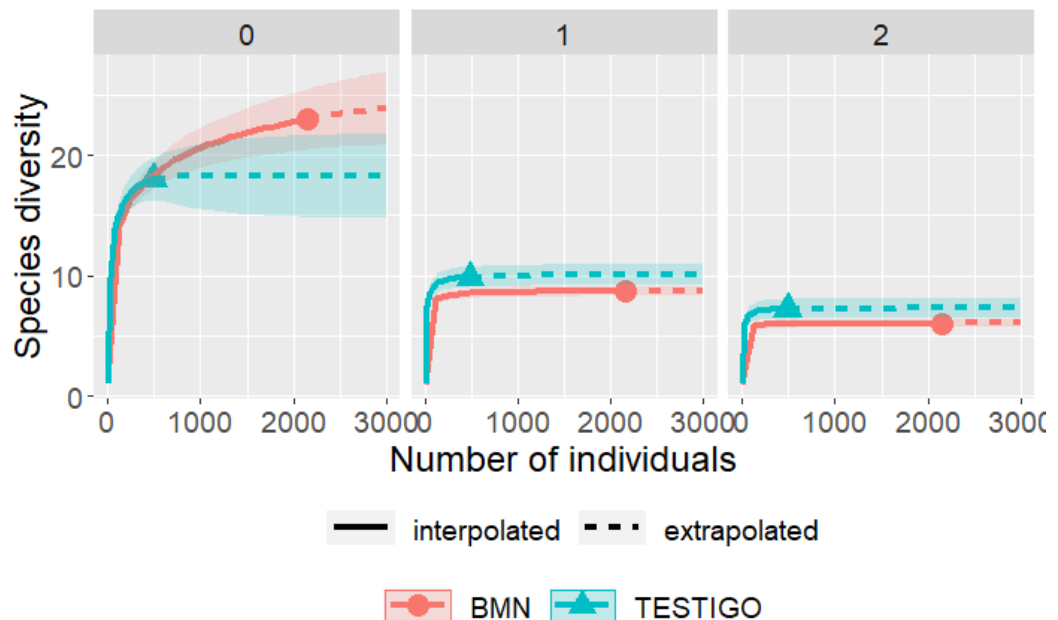 0 1 2
Species diversity
20
10
0
0 1000 2000 3000 0 1000 2000 3000 0 1000 2000 3000
Number of individuals
interpolated extrapolated
BMN TESTIGO